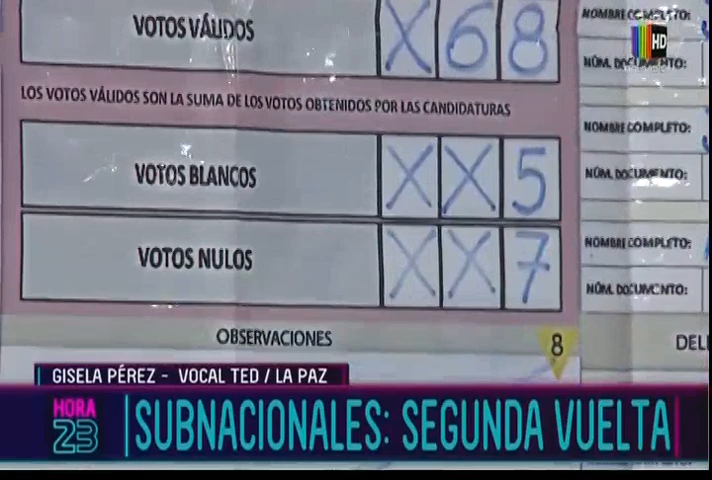 VOTOS VÁLIDOS X 6 8
LOS VOTOS VÁLIDOS SON LA SUMA DE LOS VOTOS OBTENIDOS POR LAS CANDIDATURAS
VOTOS BLANCOS X X 5
VOTOS NULOS X X 7
OBSERVACIONES 8
NOMBRE COMPLETO:
NÚM. DOCUMENTO:
NOMBRE COMPLETO:
NÚM. DOCUMENTO:
NOMBRE COMPLETO:
NÚM. DOCUMENTO:
HD
GISELA PÉREZ - VOCAL TED / LA PAZ
HORA
23
SUBNACIONALES: SEGUNDA VUELTA